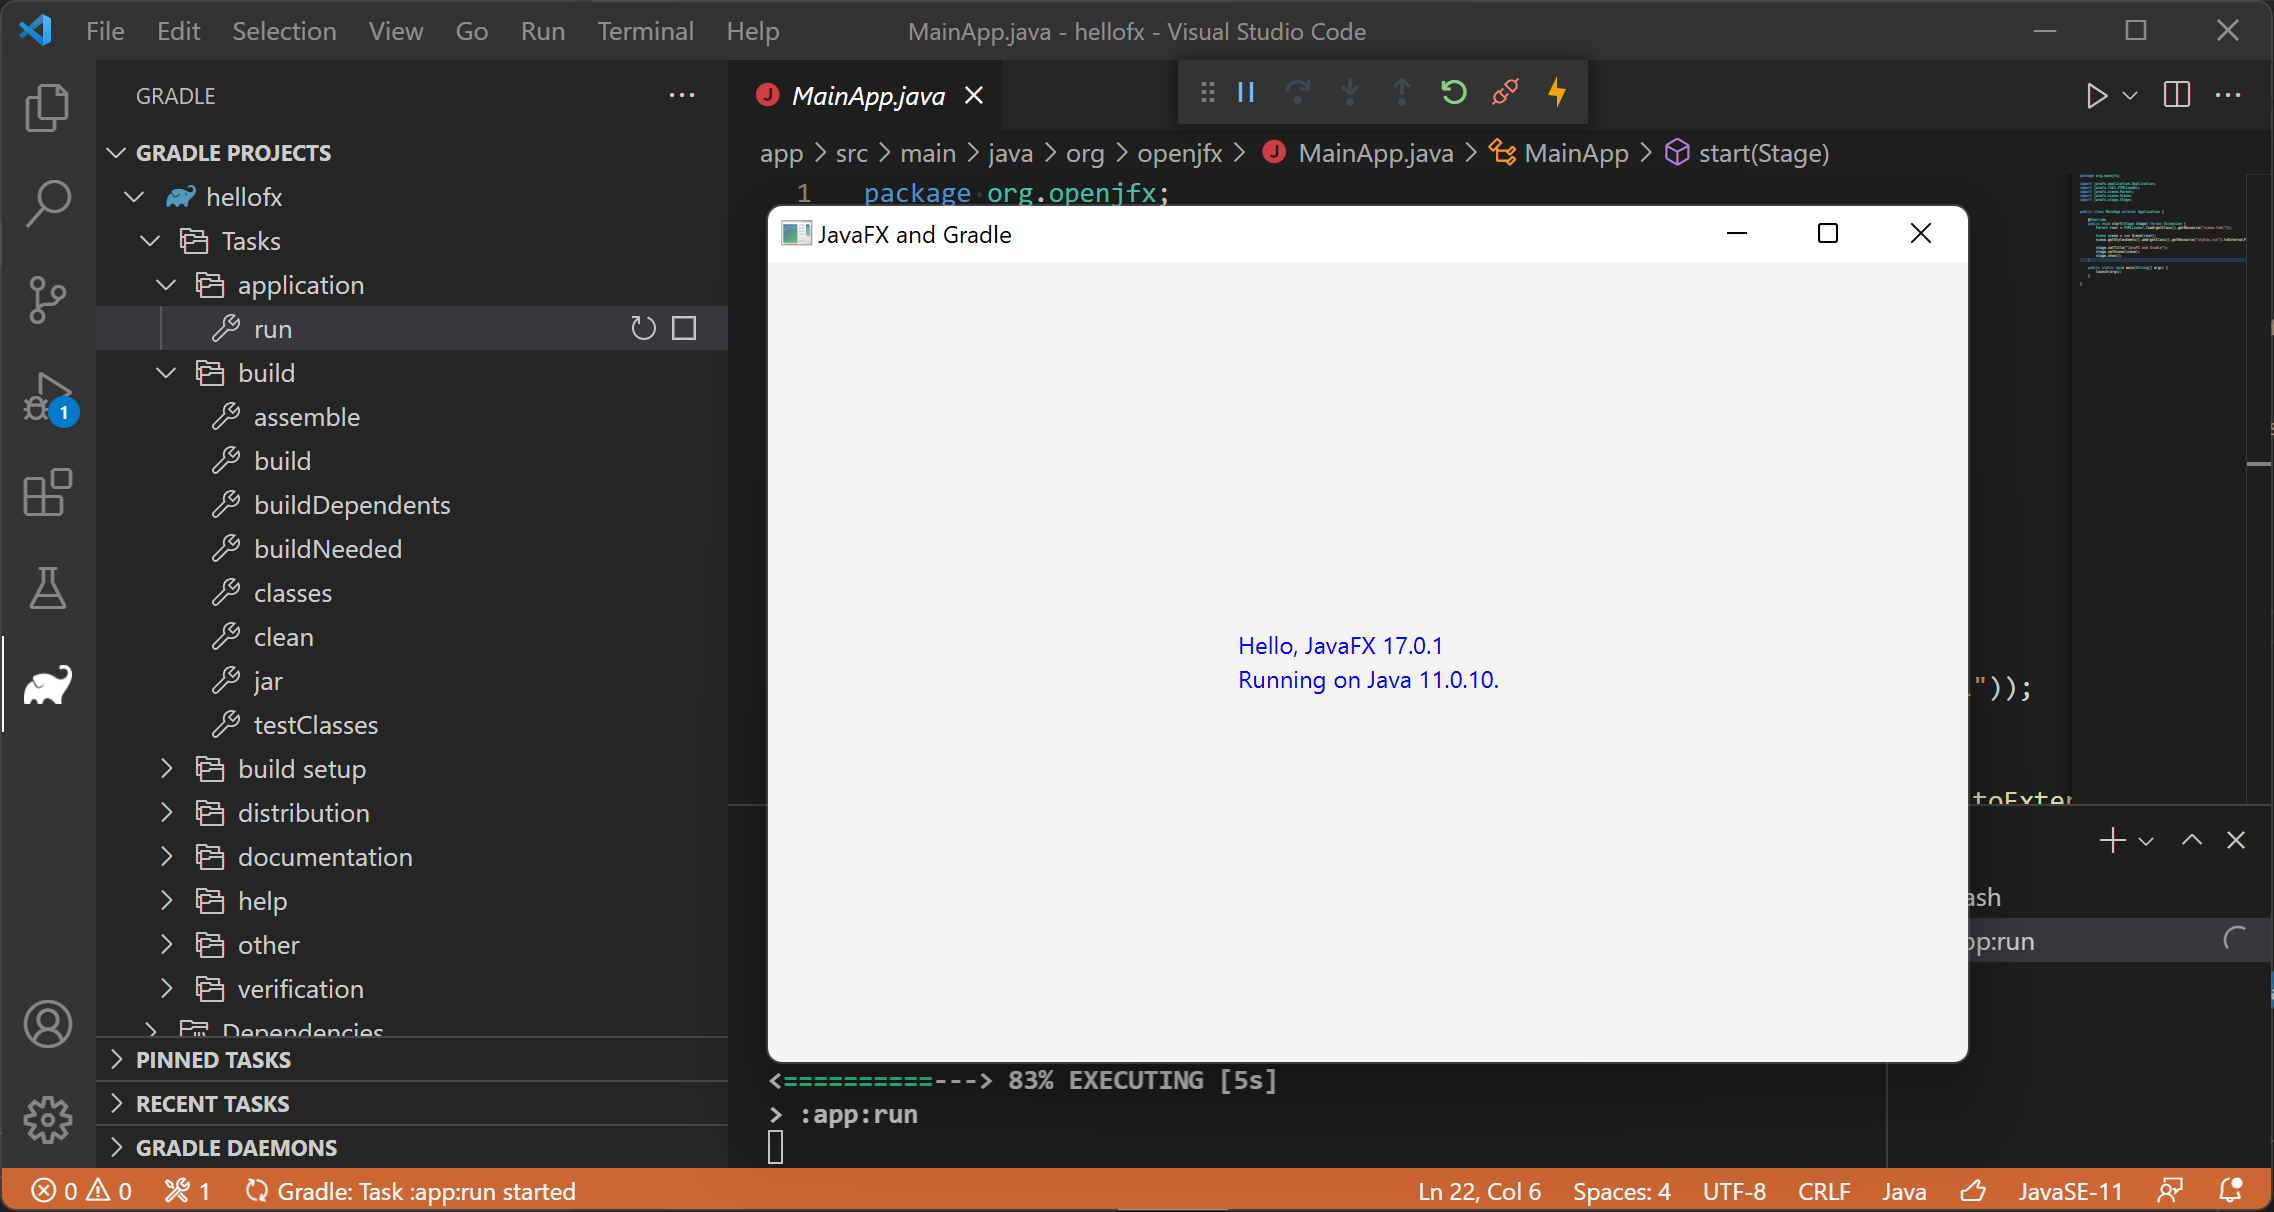 File Edit Selection View Go Run Terminal Help MainApp.java - hellofx - Visual Studio Code
GRADLE
MainApp.java
GRADLE PROJECTS
app > src > main > java > org > openjfx > MainApp.java > MainApp > start(Stage)
hellofx
1 package org.openjfx;
Tasks
JavaFX and Gradle
application
run
build
1
assemble
build
buildDependents
buildNeeded
classes
clean
Hello, JavaFX 17.0.1
Running on Java 11.0.10.
jar
"));
testClasses
build setup
distribution
toExter
documentation
help
ash
other
pp:run
verification
Dependencies
PINNED TASKS
<==========---> 83% EXECUTING [5s]
RECENT TASKS
> :app:run
GRADLE DAEMONS
0 0 1 Gradle: Task :app:run started Ln 22, Col 6 Spaces: 4 UTF-8 CRLF Java JavaSE-11